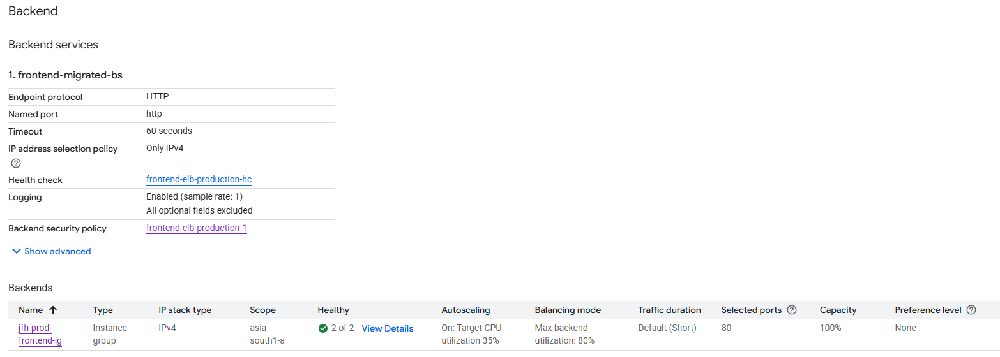 Backend
Backend services
1. frontend-migrated-bs
Endpoint protocol HTTP
Named port http
Timeout 60 seconds
IP address selection policy Only IPv4
Health check frontend-elb-production-hc
Logging Enabled (sample rate: 1)
All optional fields excluded
Backend security policy frontend-elb-production-1
Show advanced
Backends
Name Type IP stack type Scope Healthy Autoscaling Balancing mode Traffic duration Selected ports Capacity Preference level
jfh-prod- Instance IPv4 asia- 2 of 2 View Details On: Target CPU Max backend Default (Short) 80 100% None
frontend-ig group south1-a utilization 35% utilization: 80%